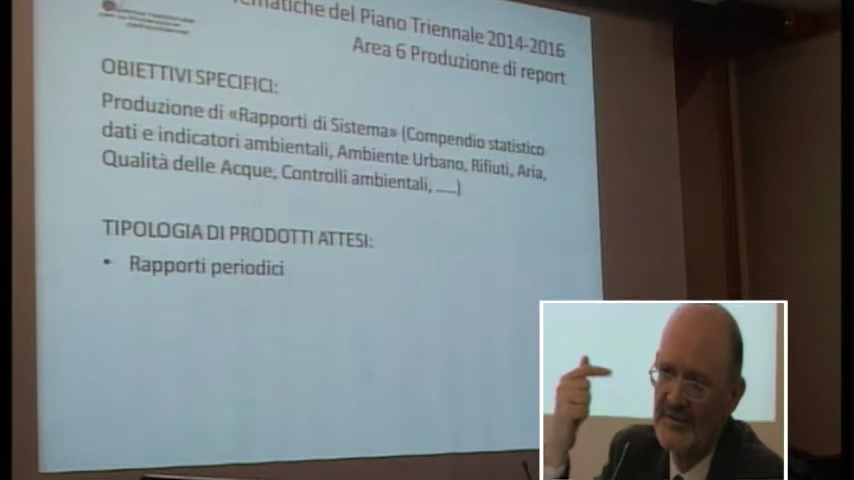 del Piano Triennale 2014-2016
Area 6 Produzione di report
OBIETTIVI SPECIFICI:
Produzione di «Rapporti di Sistema» (Compendio statistico
dati e indicatori ambientali, Ambiente Urbano, Rifiuti, Aria,
Qualità delle Acque, Controlli ambientali, .....)
TIPOLOGIA DI PRODOTTI ATTESI:
• Rapporti periodici